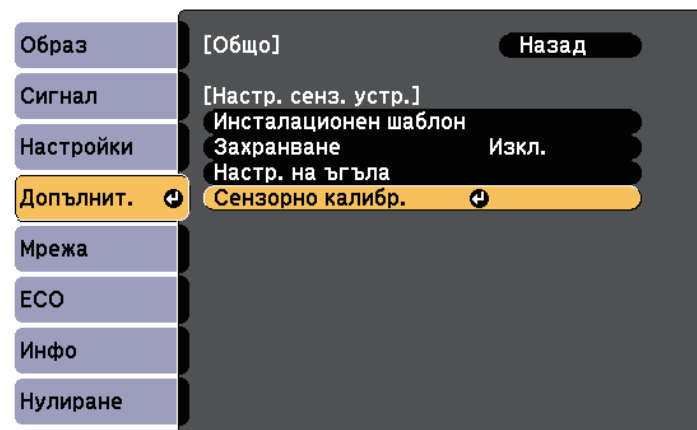 Образ
Сигнал
Настройки
Допълнит.
Мрежа
ECO
Инфо
Нулиране
[Общо] Назад
[Настр. сенз. устр.]
Инсталационен шаблон
Захранване Изкл.
Настр. на ъгъла
Сензорно калибр.